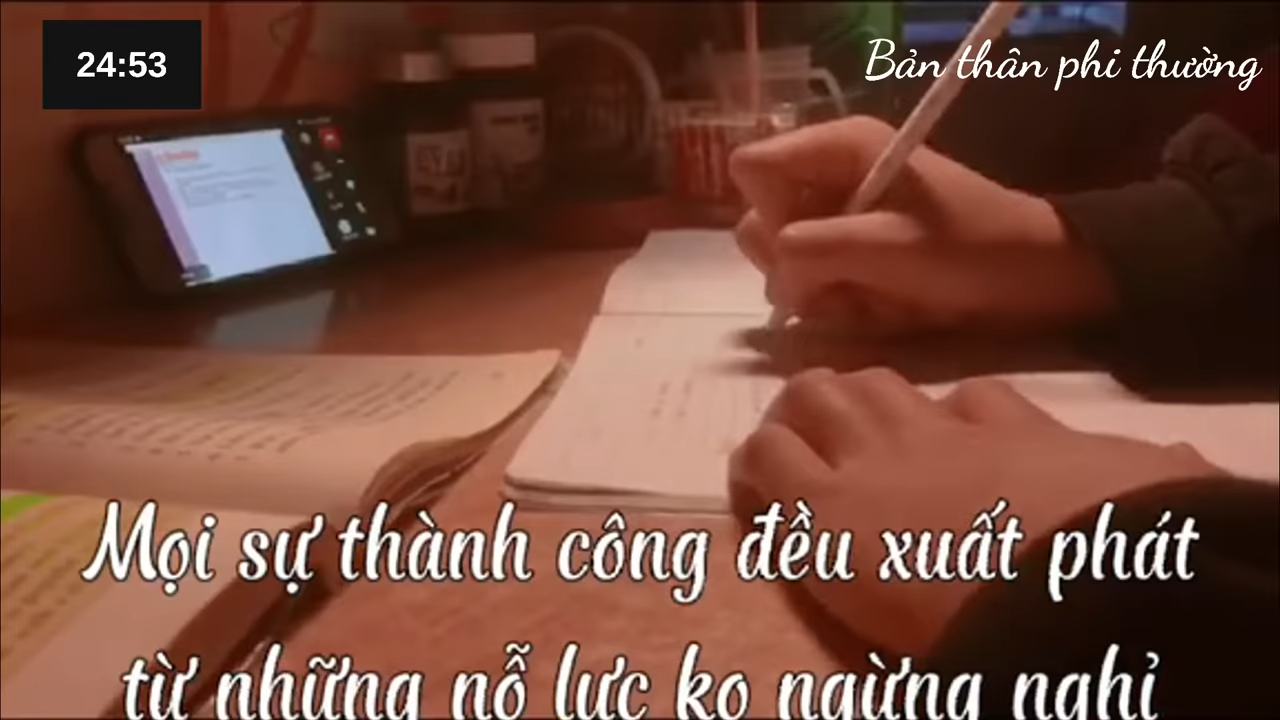 24:53
Bản thân phi thường
Mọi sự thành công đều xuất phát
từ những nỗ lực ko ngừng nghỉ